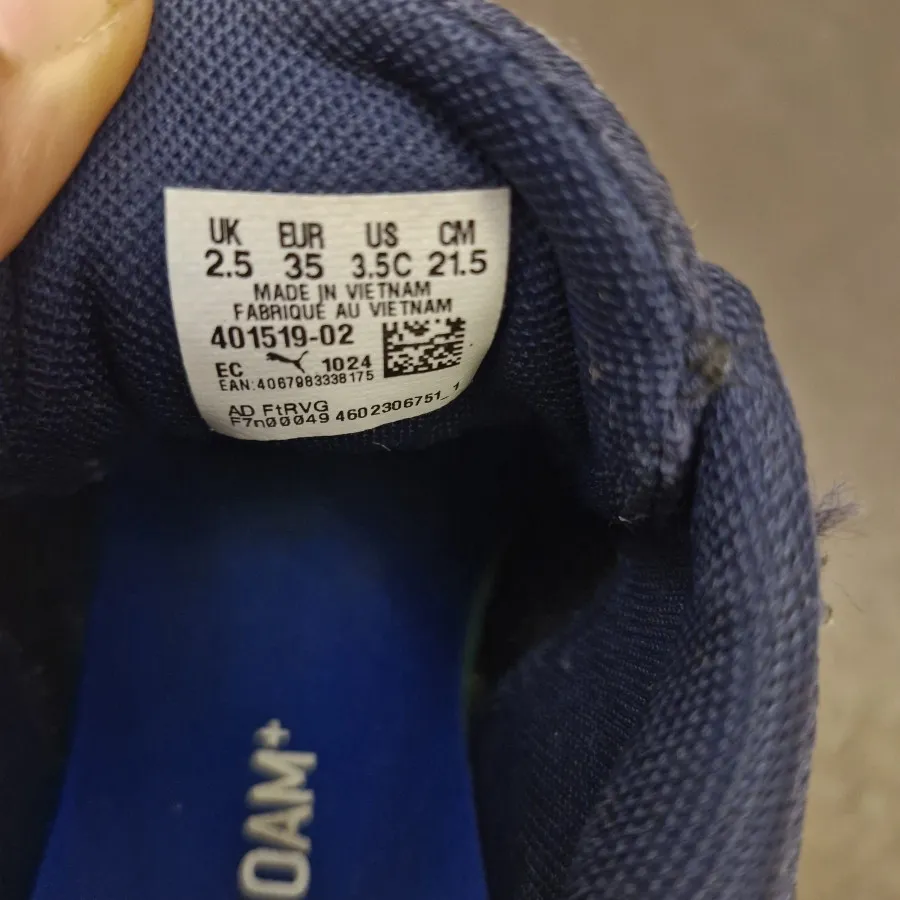 UK EUR US CM
2.5 35 3.5C 21.5
MADE IN VIETNAM
FABRIQUÉ AU VIETNAM
401519-02
EC 1024
EAN:4067983338175
AD FtRVG
F7n00049 4602306751_1
OAM+